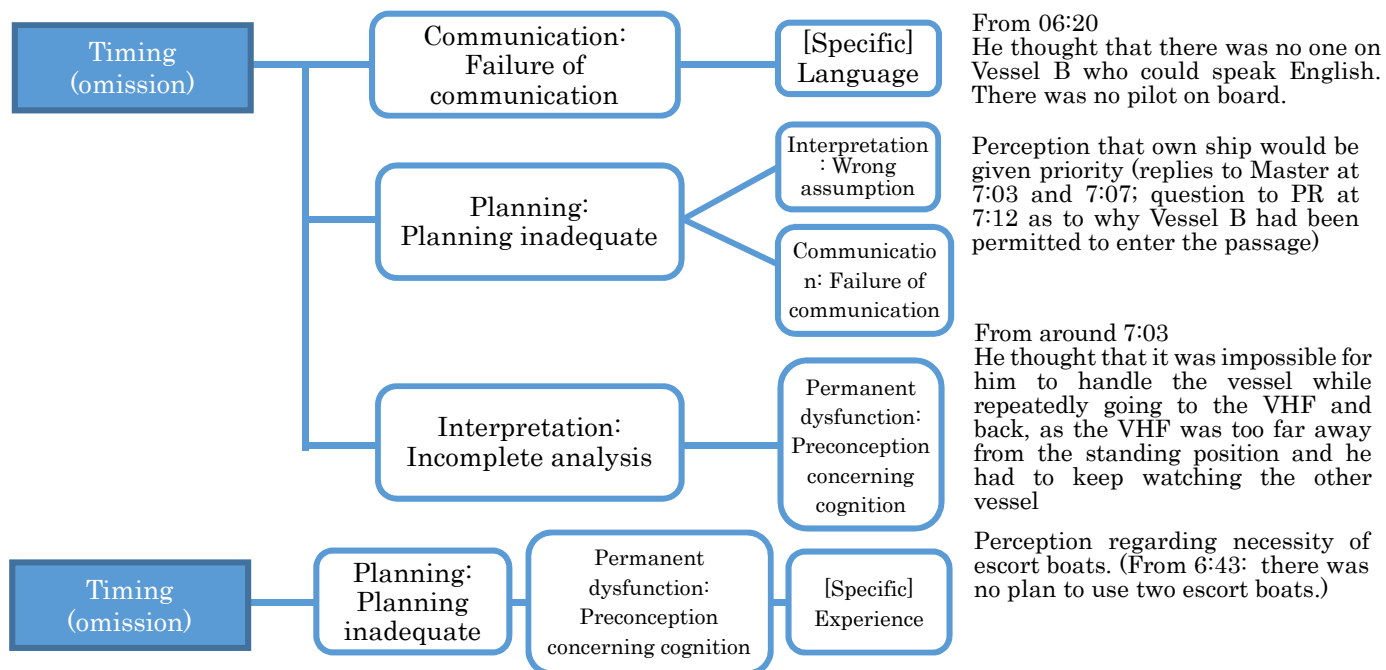 Timing
(omission)
Communication:
Failure of
communication
[Specific]
Language
From 06:20
He thought that there was no one on
Vessel B who could speak English.
There was no pilot on board.
Planning:
Planning inadequate
Interpretation
: Wrong
assumption
Communicatio
n: Failure of
communication
Perception that own ship would be
given priority (replies to Master at
7:03 and 7:07; question to PR at
7:12 as to why Vessel B had been
permitted to enter the passage)
Interpretation:
Incomplete analysis
Permanent
dysfunction:
Preconception
concerning
cognition
From around 7:03
He thought that it was impossible for
him to handle the vessel while
repeatedly going to the VHF and
back, as the VHF was too far away
from the standing position and he
had to keep watching the other
vessel
Timing
(omission)
Planning:
Planning
inadequate
Permanent
dysfunction:
Preconception
concerning cognition
[Specific]
Experience
Perception regarding necessity of
escort boats. (From 6:43: there was
no plan to use two escort boats.)